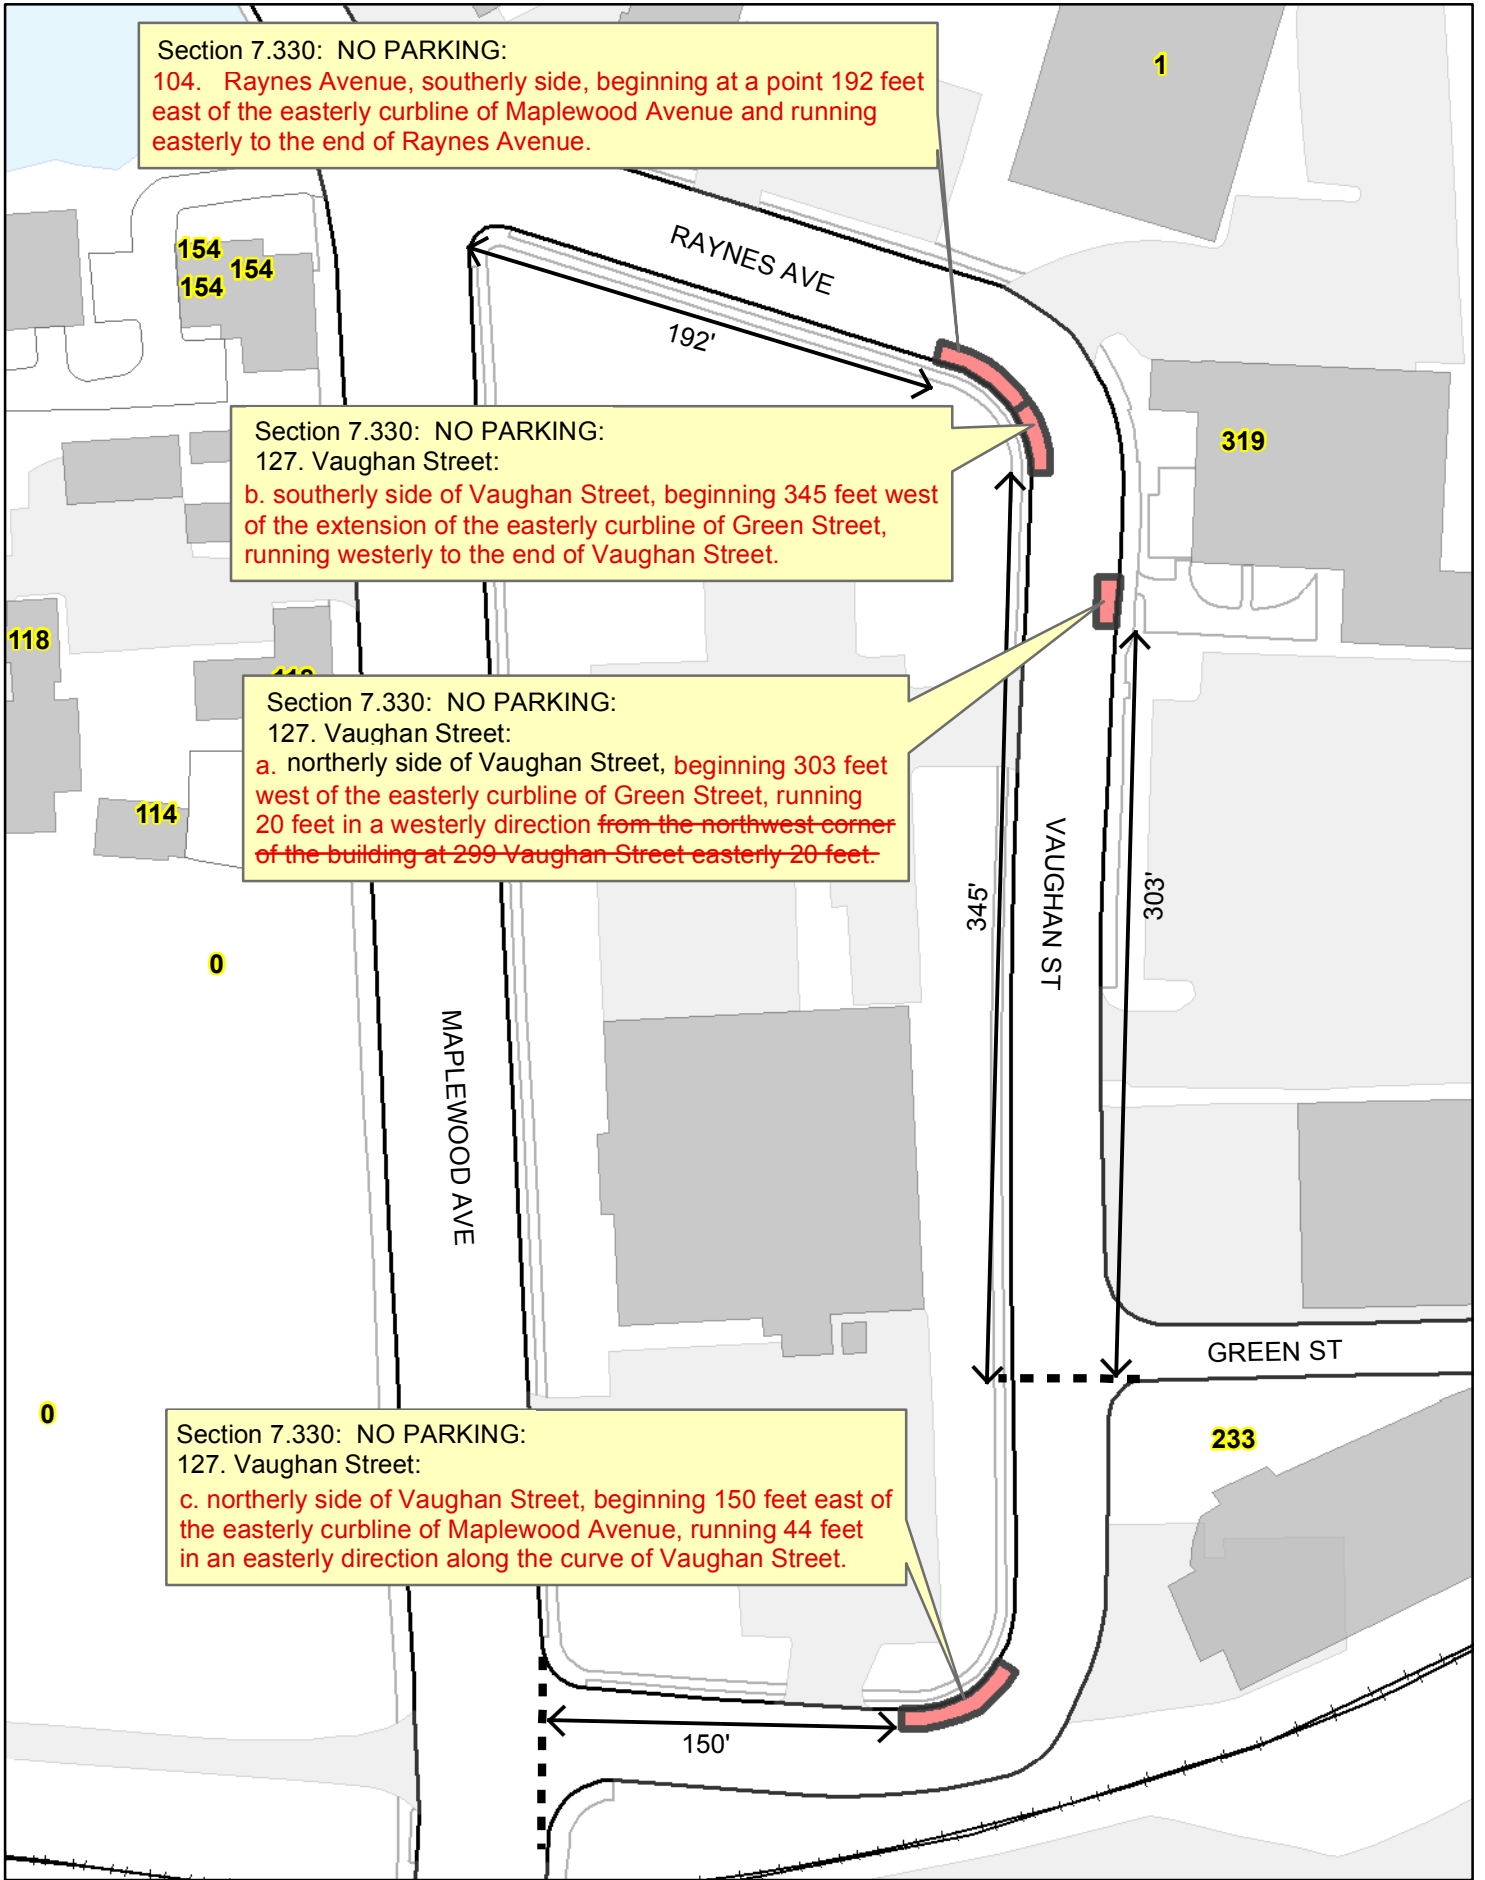 Section 7.330:  NO PARKING:
104.   Raynes Avenue, southerly side, beginning at a point 192 feet
east of the easterly curbline of Maplewood Avenue and running
easterly to the end of Raynes Avenue.
1
RAYNES AVE
154
154
154
192'
Section 7.330:  NO PARKING:
127. Vaughan Street:
b. southerly side of Vaughan Street, beginning 345 feet west
of the extension of the easterly curbline of Green Street,
running westerly to the end of Vaughan Street.
319
118
Section 7.330:  NO PARKING:
127. Vaughan Street:
a. northerly side of Vaughan Street, beginning 303 feet
west of the easterly curbline of Green Street, running
20 feet in a westerly direction from the northwest corner
of the building at 299 Vaughan Street easterly 20 feet.
114
345'
VAUGHAN ST
303'
0
MAPLEWOOD AVE
GREEN ST
0
233
Section 7.330:  NO PARKING:
127. Vaughan Street:
c. northerly side of Vaughan Street, beginning 150 feet east of
the easterly curbline of Maplewood Avenue, running 44 feet
in an easterly direction along the curve of Vaughan Street.
150'